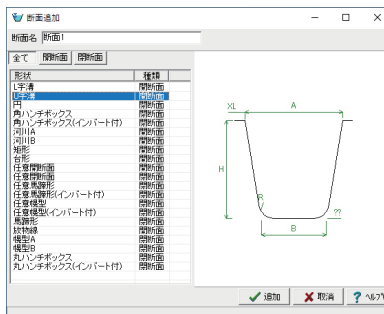 断面追加
断面名 断面1
全て 開断面 閉断面
形状 種類
L字溝 開断面
U字溝 開断面
円 閉断面
角ハンチボックス 閉断面
角ハンチボックス(インバート付) 閉断面
河川A 開断面
河川B 開断面
矩形 開断面
台形 開断面
任意開断面 開断面
任意閉断面 閉断面
任意馬蹄形 閉断面
任意馬蹄形(インバート付) 閉断面
任意幌型 閉断面
任意幌型(インバート付) 閉断面
馬蹄形 閉断面
放物線 開断面
幌型A 閉断面
幌型B 閉断面
丸ハンチボックス 閉断面
丸ハンチボックス(インバート付) 閉断面
XL A
H
R
??
B
追加 取消 ? ヘルプ